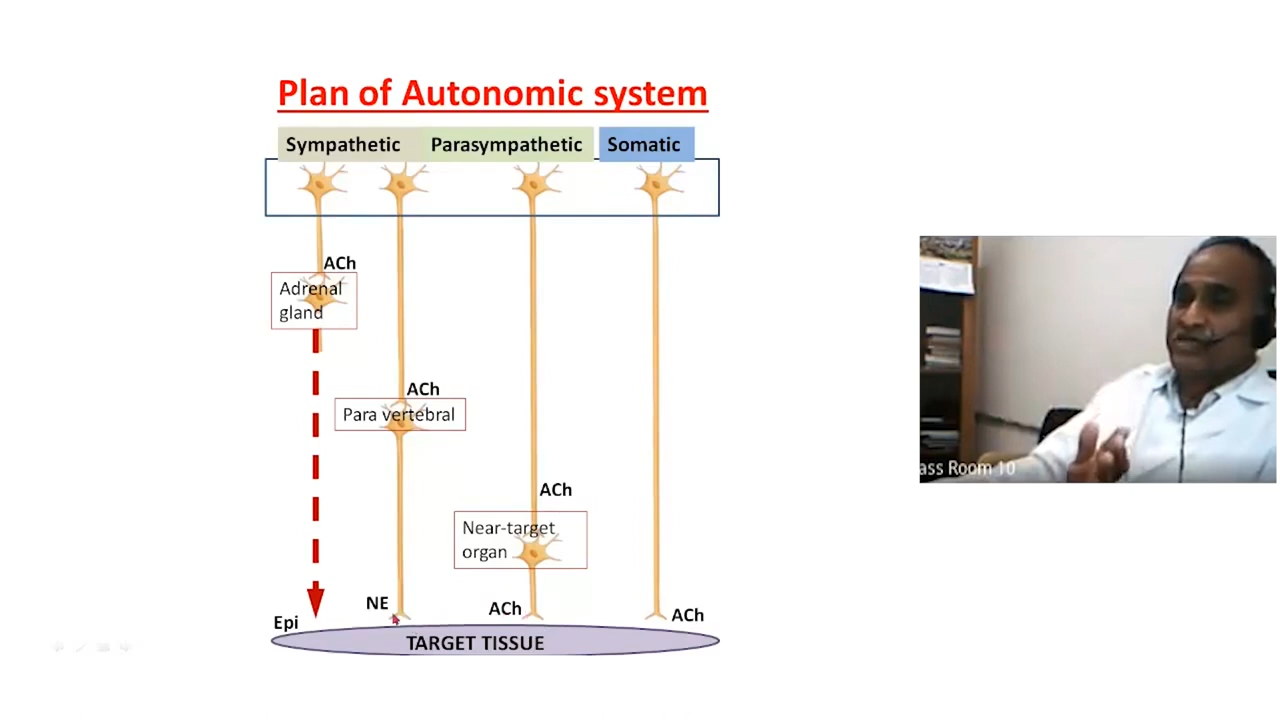 Plan of Autonomic system
Sympathetic
Parasympathetic
Somatic
ACh
Adrenal
gland
ACh
Para vertebral
ACh
Near-target
organ
NE
ACh
ACh
Epi
TARGET TISSUE
ass Room 10